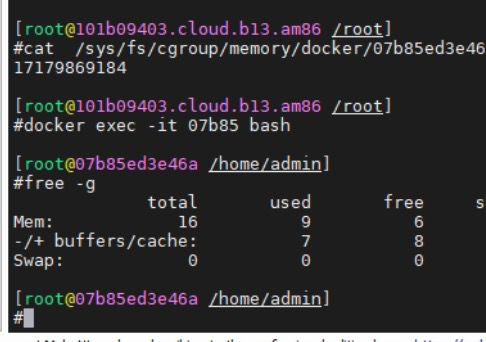 [root@101b09403.cloud.b13.am86 /root]
#cat /sys/fs/cgroup/memory/docker/07b85ed3e46
17179869184
[root@101b09403.cloud.b13.am86 /root]
#docker exec -it 07b85 bash
[root@07b85ed3e46a /home/admin]
#free -g
total used free s
Mem: 16 9 6
-/+ buffers/cache: 7 8
Swap: 0 0 0
[root@07b85ed3e46a /home/admin]
#